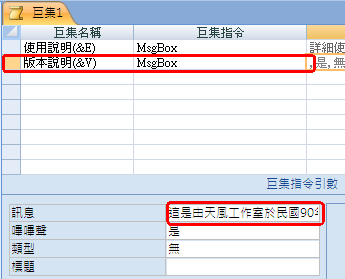 巨集1
巨集名稱 巨集指令
使用說明(&E) MsgBox 詳細使
版本說明(&V) MsgBox ,是,無
巨集指令引數
訊息 這是由天風工作室於民國90年
嗶嗶聲 是
類型 無
標題